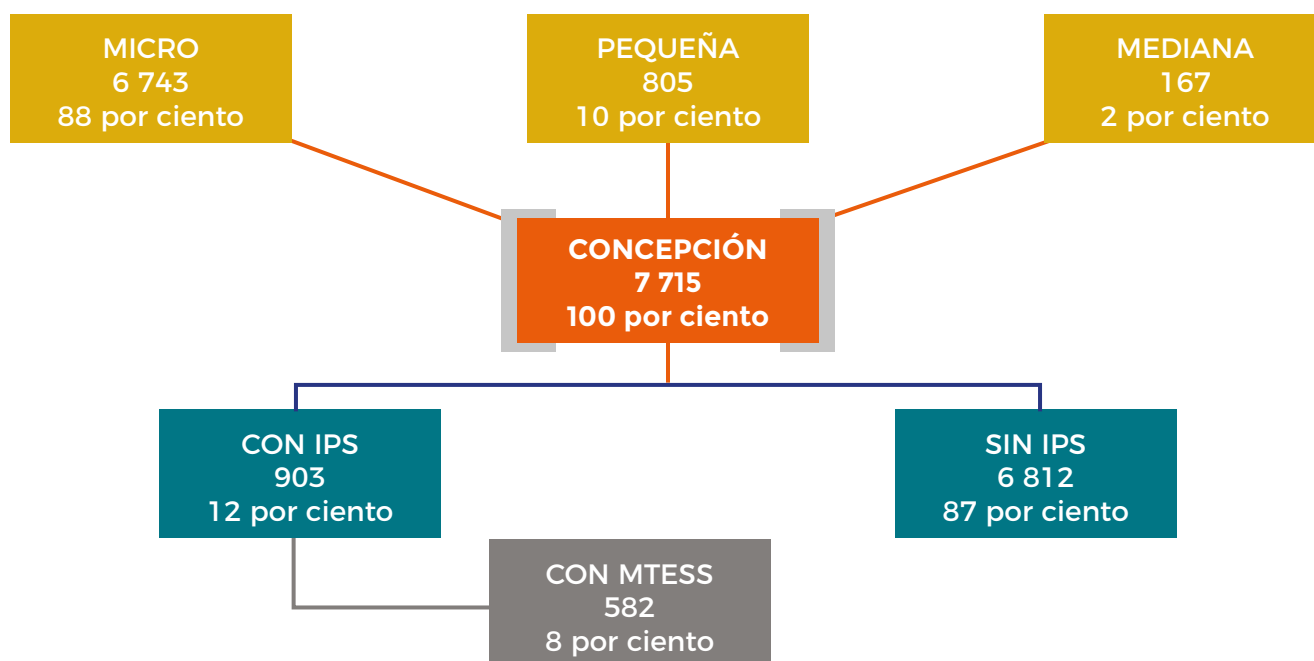 MICRO
6 743
88 por ciento
PEQUEÑA
805
10 por ciento
MEDIANA
167
2 por ciento
CONCEPCIÓN
7 715
100 por ciento
CON IPS
903
12 por ciento
SIN IPS
6 812
87 por ciento
CON MTESS
582
8 por ciento